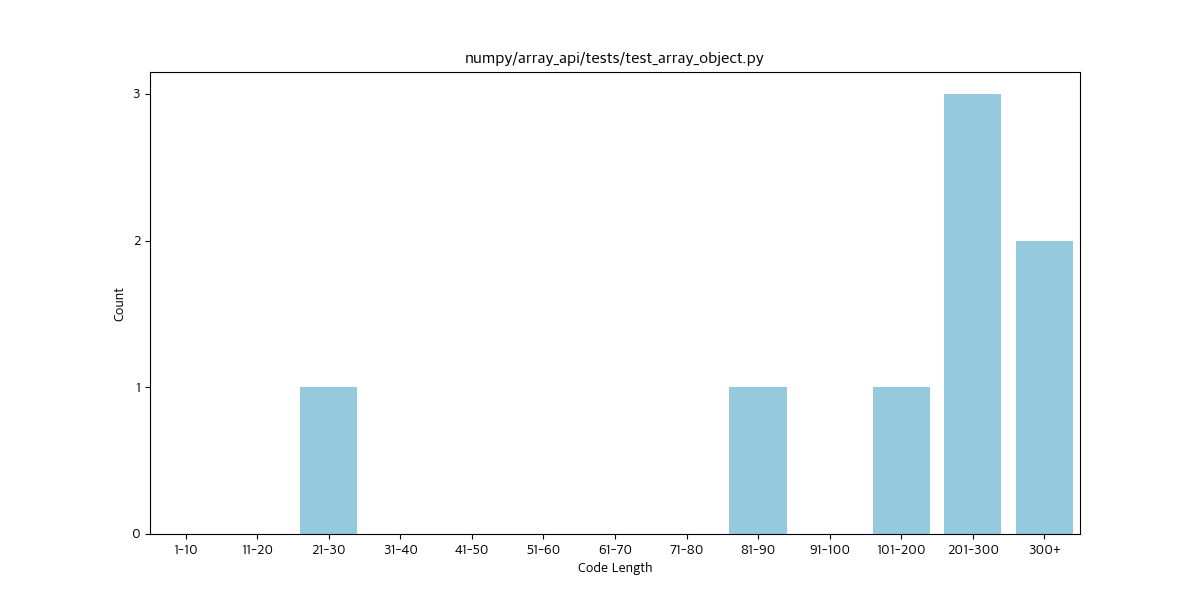 numpy/array_api/tests/test_array_object.py
3
2
1
0
Count
1-10 11-20 21-30 31-40 41-50 51-60 61-70 71-80 81-90 91-100 101-200 201-300 300+
Code Length